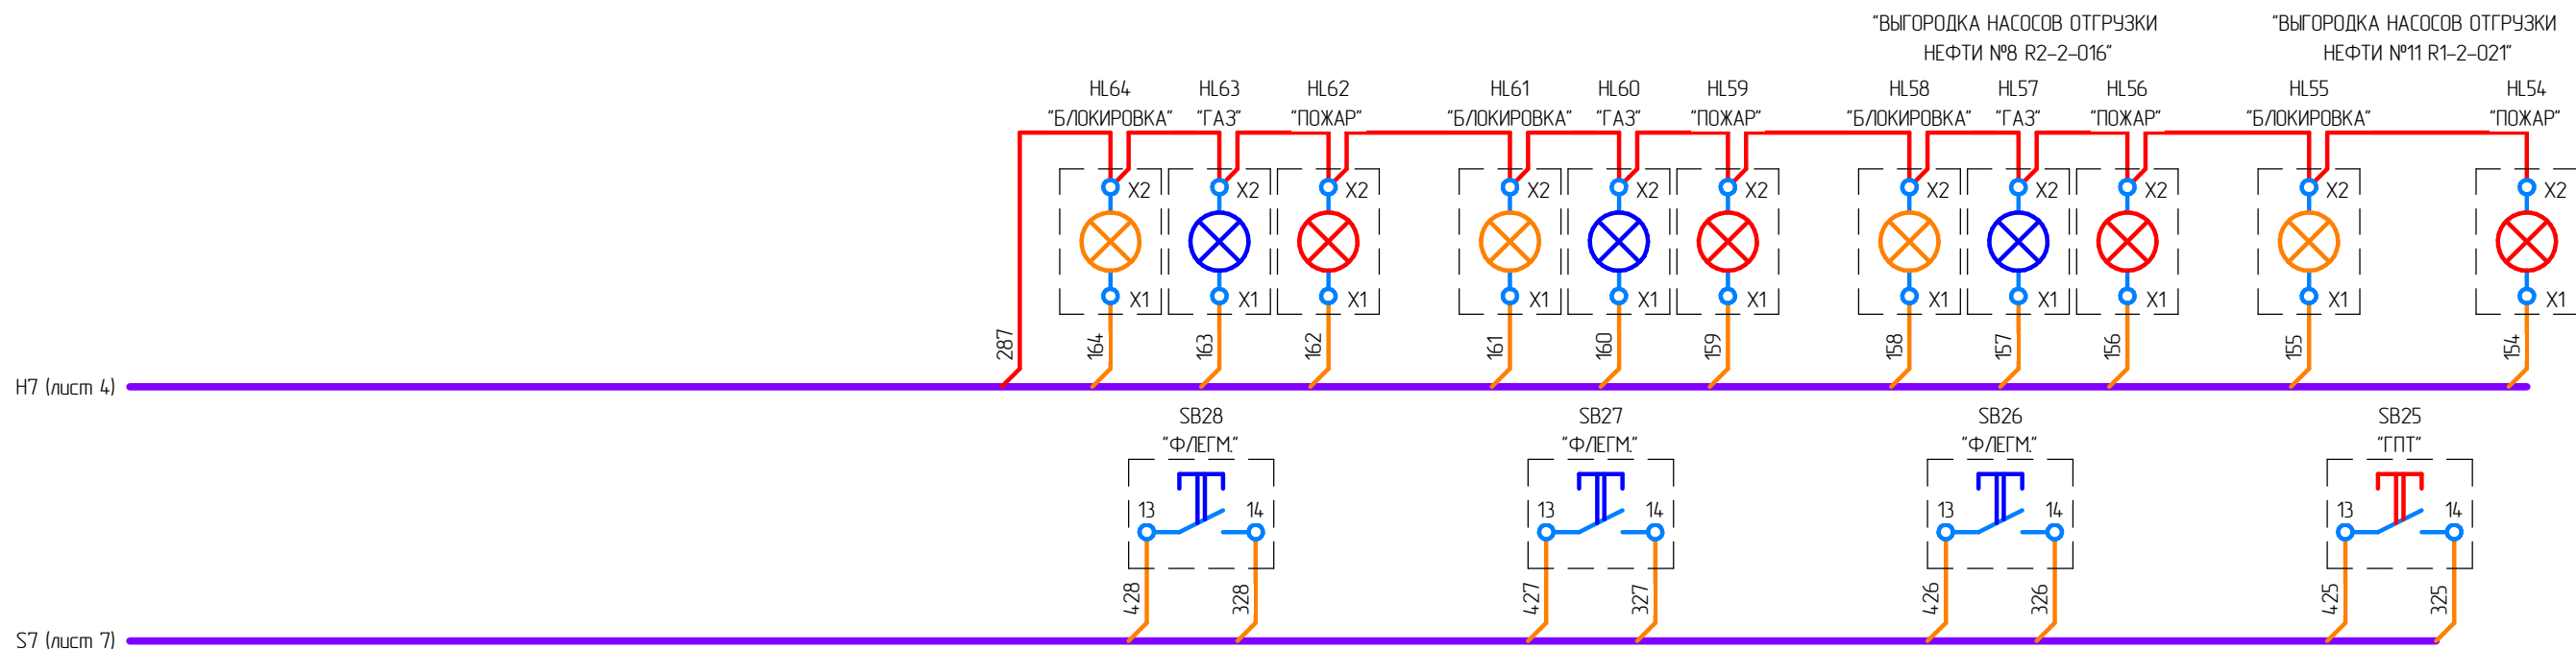 "ВЫГОРОДКА НАСОСОВ ОТГРУЗКИ
НЕФТИ №8 R2-2-016"
"ВЫГОРОДКА НАСОСОВ ОТГРУЗКИ
НЕФТИ №11 R1-2-021"
HL64 HL63 HL62 HL61 HL60 HL59 HL58 HL57 HL56 HL55 HL54
"БЛОКИРОВКА" "ГАЗ" "ПОЖАР" "БЛОКИРОВКА" "ГАЗ" "ПОЖАР" "БЛОКИРОВКА" "ГАЗ" "ПОЖАР" "БЛОКИРОВКА" "ПОЖАР"
X2 X2 X2 X2 X2 X2 X2 X2 X2 X2 X2
X1 X1 X1 X1 X1 X1 X1 X1 X1 X1 X1
287 164 163 162 161 160 159 158 157 156 155 154
H7 (лист 4)
SB28 SB27 SB26 SB25
"ФЛЕГМ." "ФЛЕГМ." "ФЛЕГМ." "ГПТ"
13 14 13 14 13 14 13 14
428 328 427 327 426 326 425 325
S7 (лист 7)